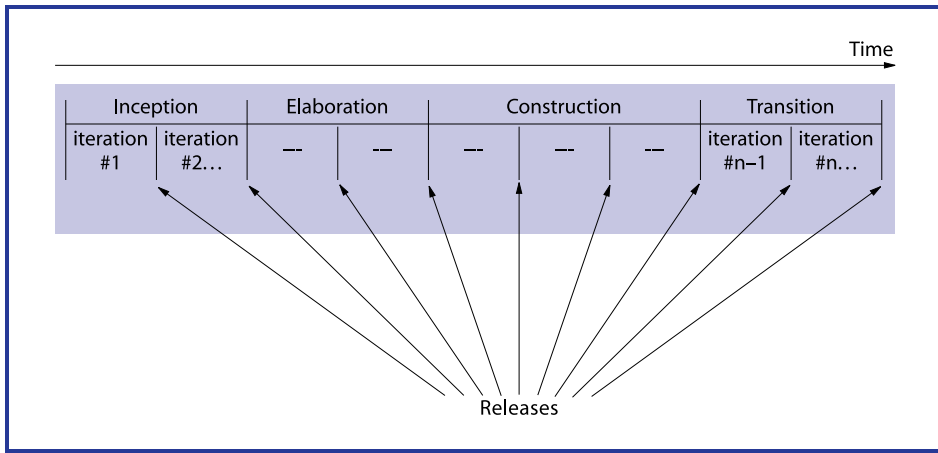 Time
Inception Elaboration Construction Transition
iteration iteration --- --- --- --- --- iteration iteration
#1 #2... #n–1 #n...
Releases